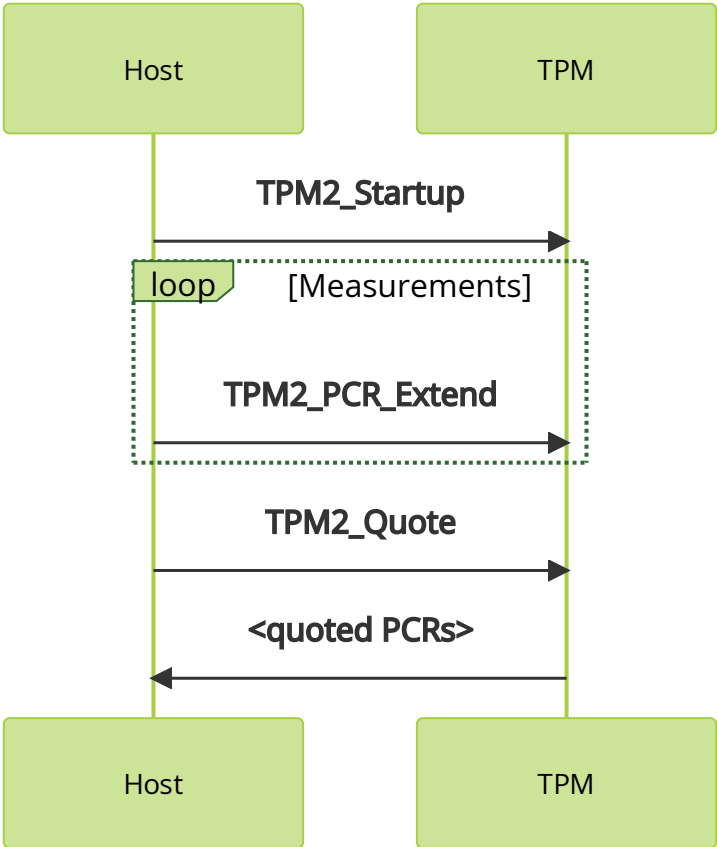 Host TPM
TPM2_Startup
loop [Measurements]
TPM2_PCR_Extend
TPM2_Quote
<quoted PCRs>
Host TPM